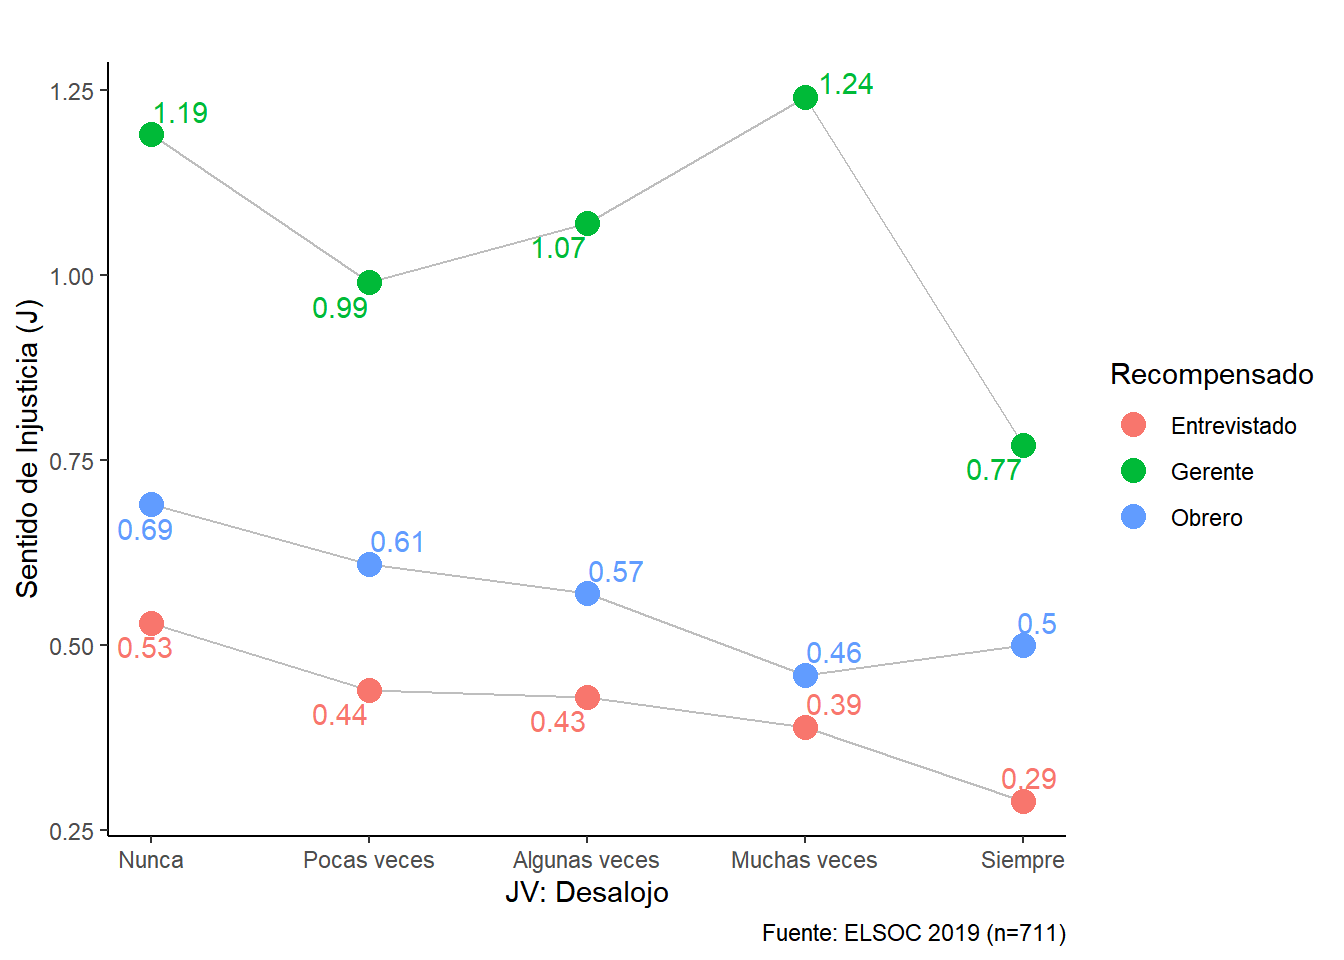 1.25
1.00
0.75
0.50
0.25
Sentido de Injusticia (J)
1.19
0.99
1.07
1.24
0.77
0.69
0.61
0.57
0.46
0.5
0.53
0.44
0.43
0.39
0.29
Nunca
Pocas veces
Algunas veces
Muchas veces
Siempre
JV: Desalojo
Fuente: ELSOC 2019 (n=711)
Recompensado
Entrevistado
Gerente
Obrero